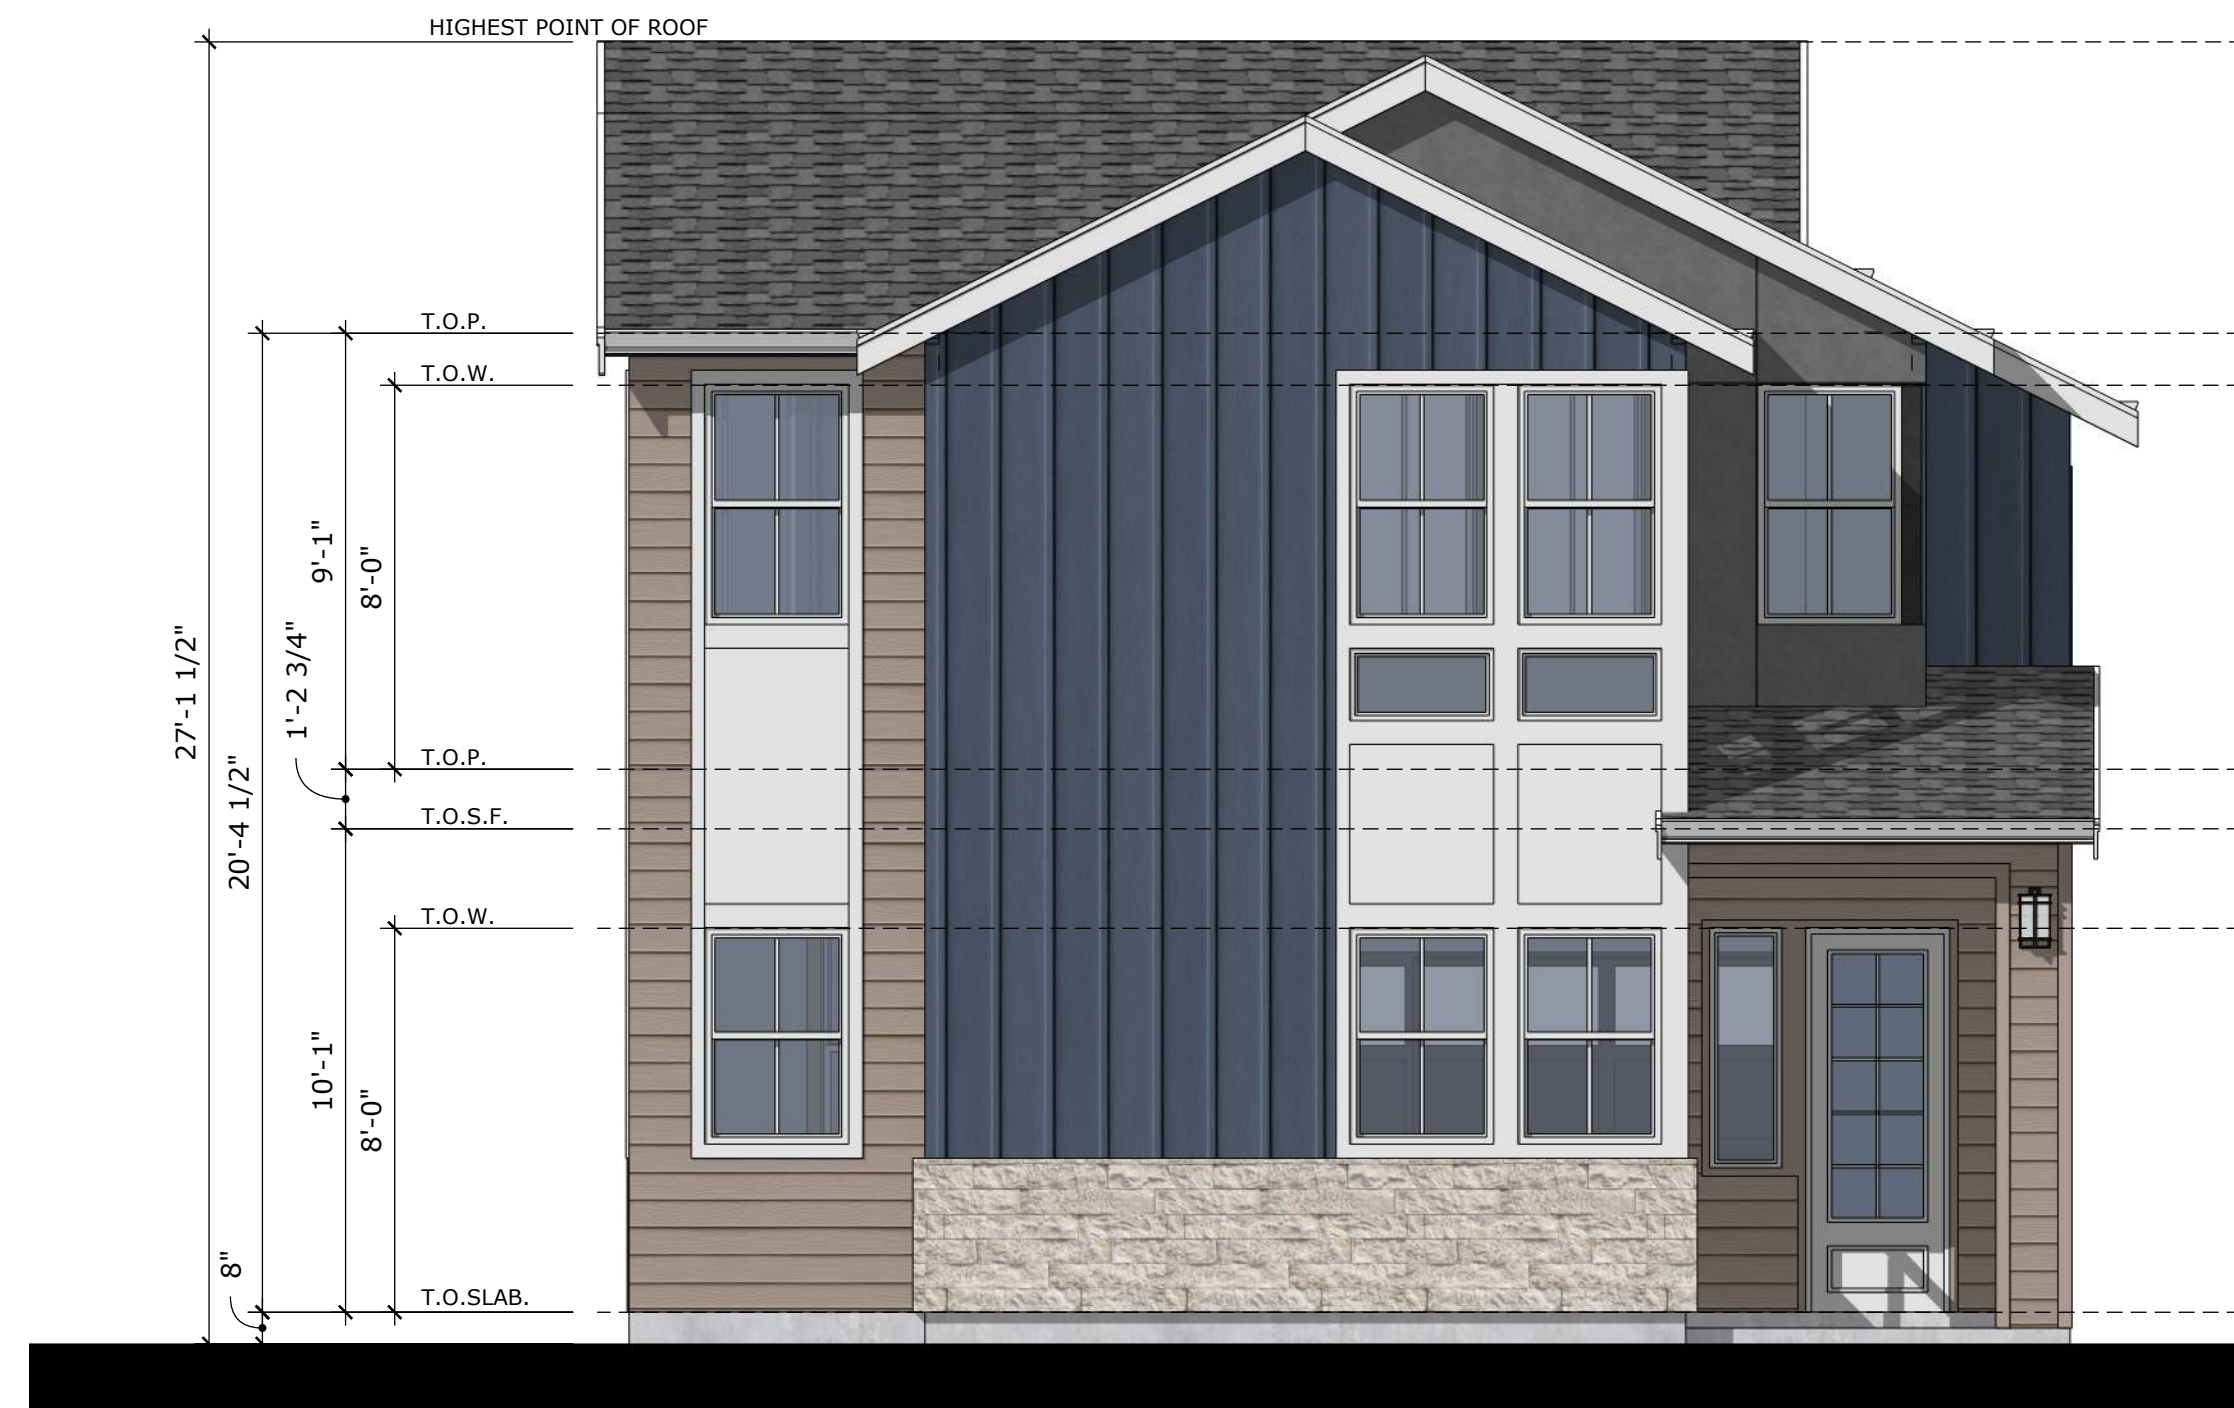 HIGHEST POINT OF ROOF
T.O.P.
T.O.W.
9'-1"
8'-0"
1'-2 3/4"
27'-1 1/2"
T.O.P.
20'-4 1/2"
T.O.S.F.
T.O.W.
10'-1"
8'-0"
8"
T.O.SLAB.